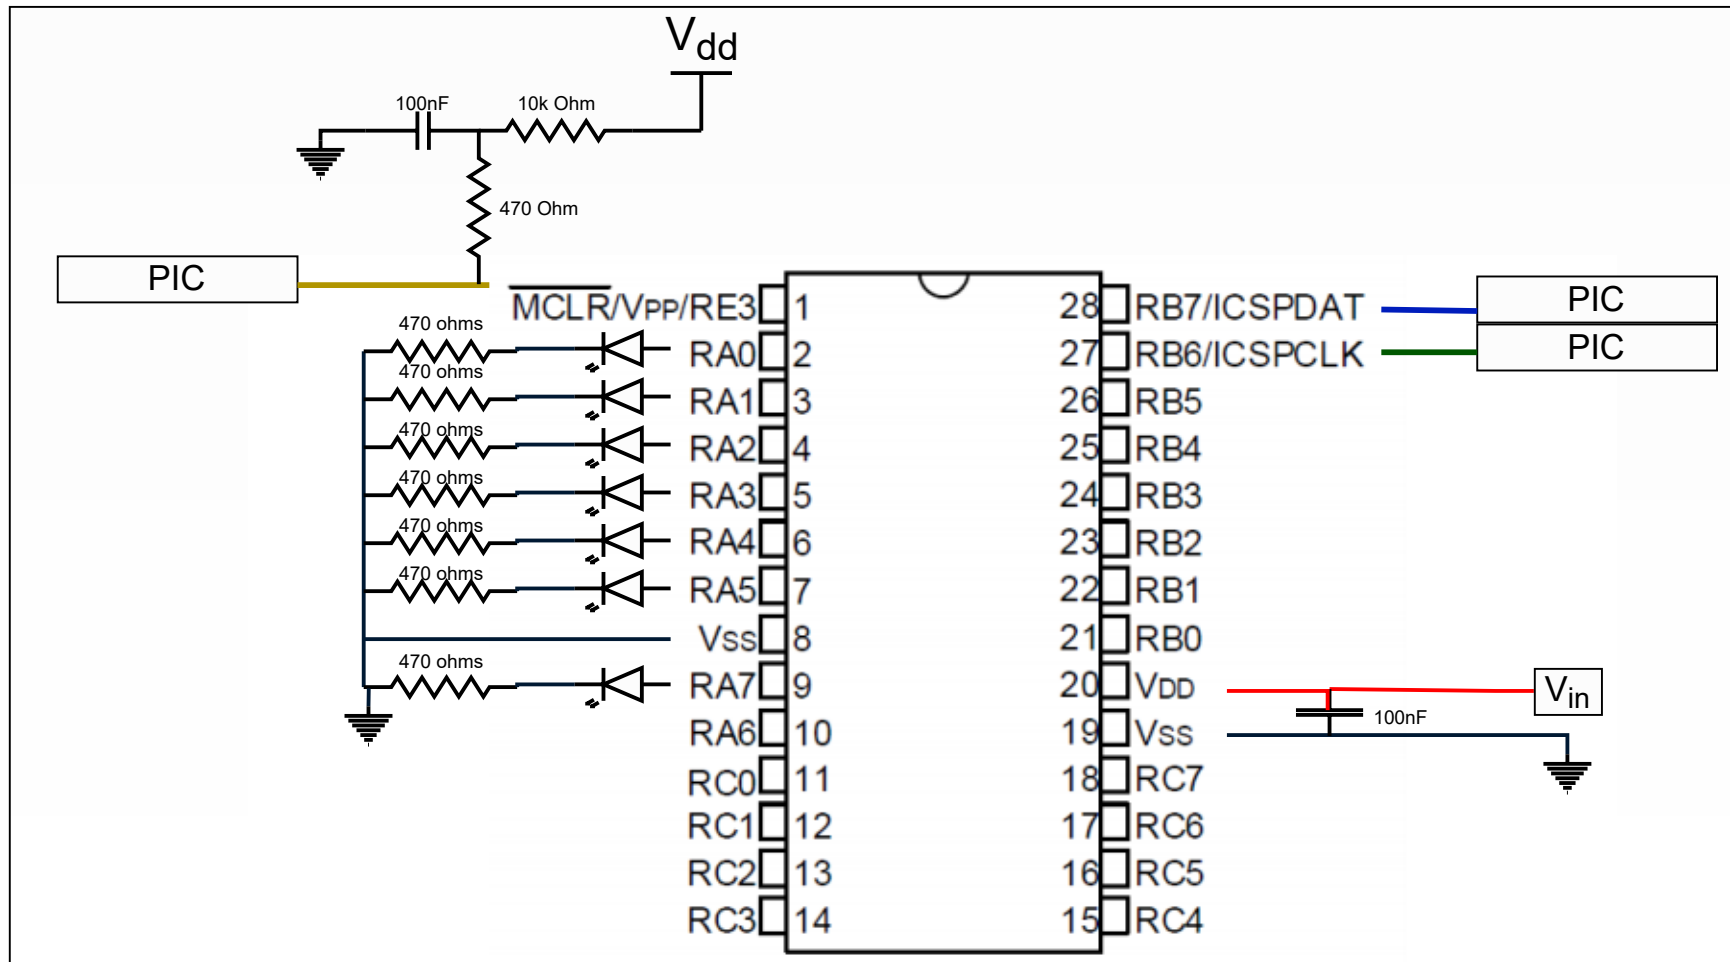 Vdd
100nF
10k Ohm
470 Ohm
PIC
MCLR/VPP/RE3 1
28 RB7/ICSPDAT
PIC
470 ohms
RA0 2
27 RB6/ICSPCLK
PIC
470 ohms
RA1 3
26 RB5
470 ohms
RA2 4
25 RB4
470 ohms
RA3 5
24 RB3
470 ohms
RA4 6
23 RB2
470 ohms
RA5 7
22 RB1
VSS 8
21 RB0
470 ohms
RA7 9
20 VDD
Vin
100nF
RA6 10
19 VSS
RC0 11
18 RC7
RC1 12
17 RC6
RC2 13
16 RC5
RC3 14
15 RC4